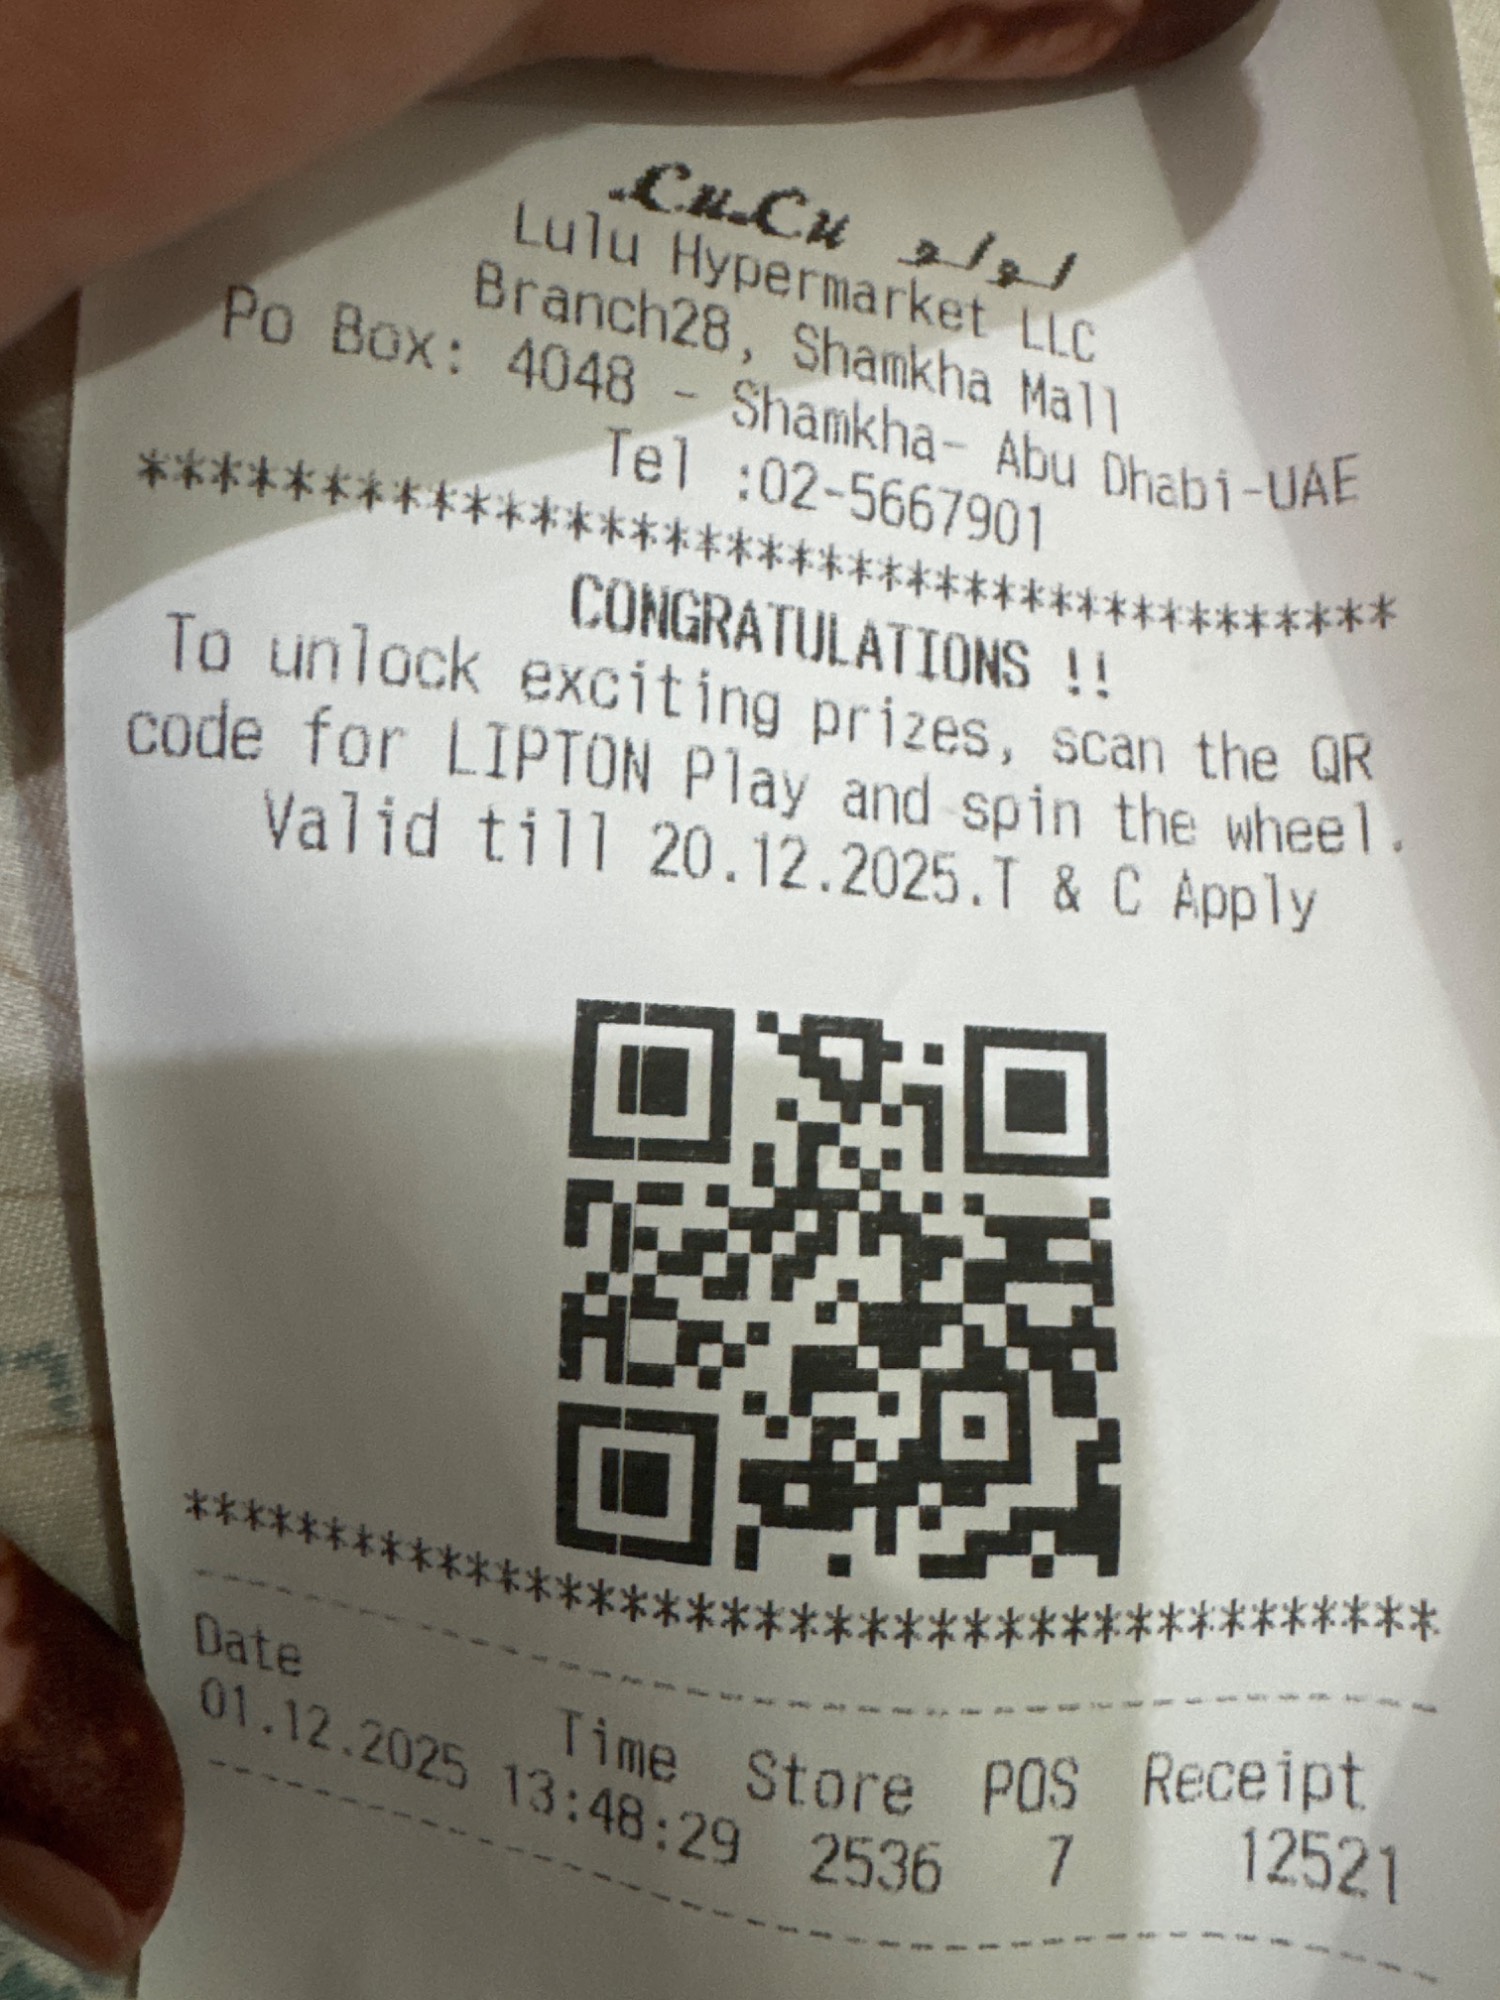 LuLu لولو
Lulu Hypermarket LLC
Branch28, Shamkha Mall
Po Box: 4048 - Shamkha- Abu Dhabi-UAE
Tel :02-5667901
****************************************
CONGRATULATIONS !!
To unlock exciting prizes, scan the QR
code for LIPTON Play and spin the wheel.
Valid till 20.12.2025.T & C Apply
****************************************
----------------------------------------
Date Time Store POS Receipt
01.12.2025 13:48:29 2536 7 12521
----------------------------------------